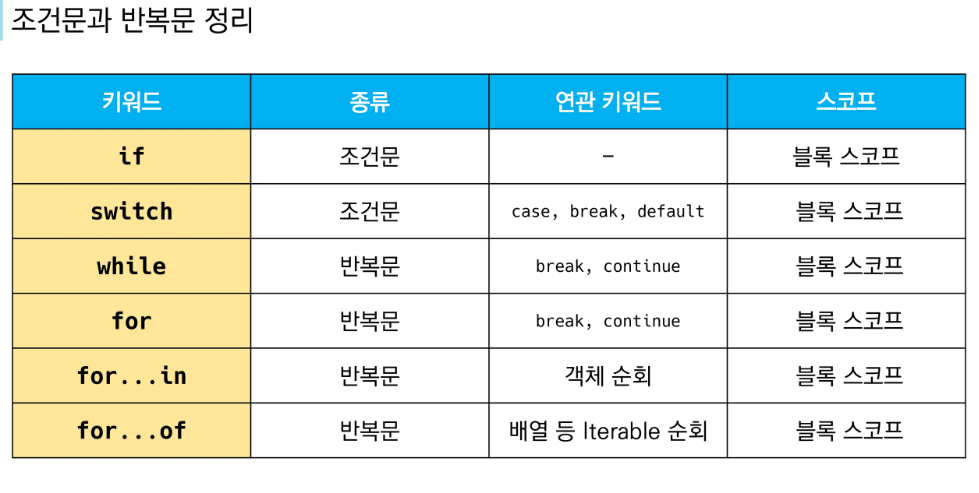 조건문과 반복문 정리
키워드 종류 연관 키워드 스코프
if 조건문 – 블록 스코프
switch 조건문 case, break, default 블록 스코프
while 반복문 break, continue 블록 스코프
for 반복문 break, continue 블록 스코프
for...in 반복문 객체 순회 블록 스코프
for...of 반복문 배열 등 Iterable 순회 블록 스코프